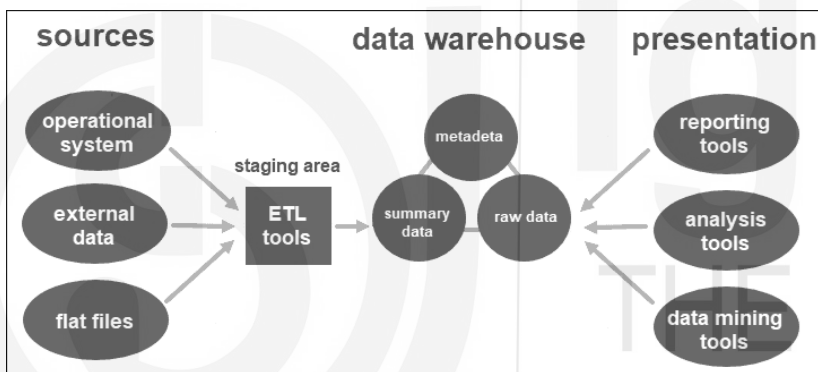 sources
data warehouse
presentation
operational
system
external
data
flat files
staging area
ETL
tools
metadeta
summary
data
raw data
reporting
tools
analysis
tools
data mining
tools
THE